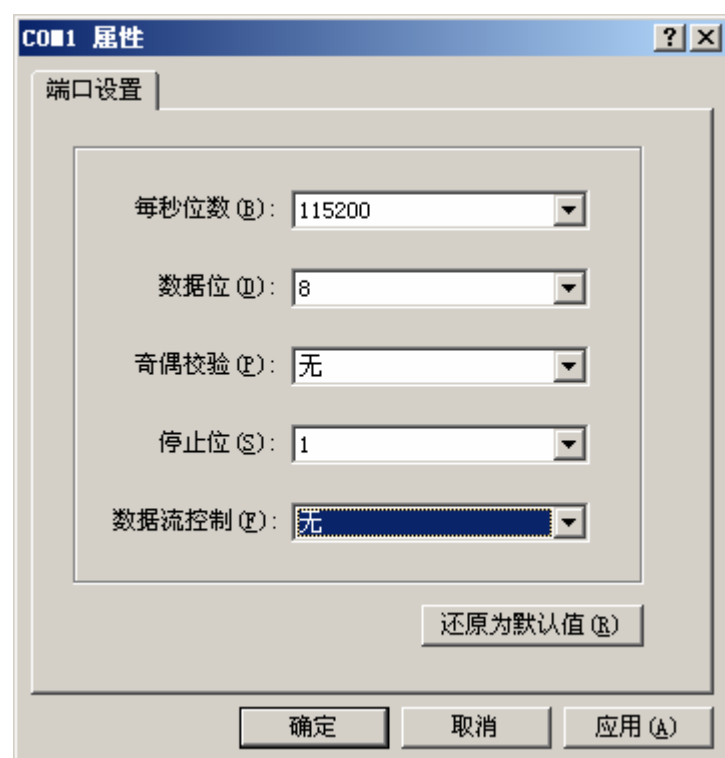 COM1 属性
端口设置
每秒位数(B): 115200
数据位(D): 8
奇偶校验(P): 无
停止位(S): 1
数据流控制(F): 无
还原为默认值(R)
确定 取消 应用(A)